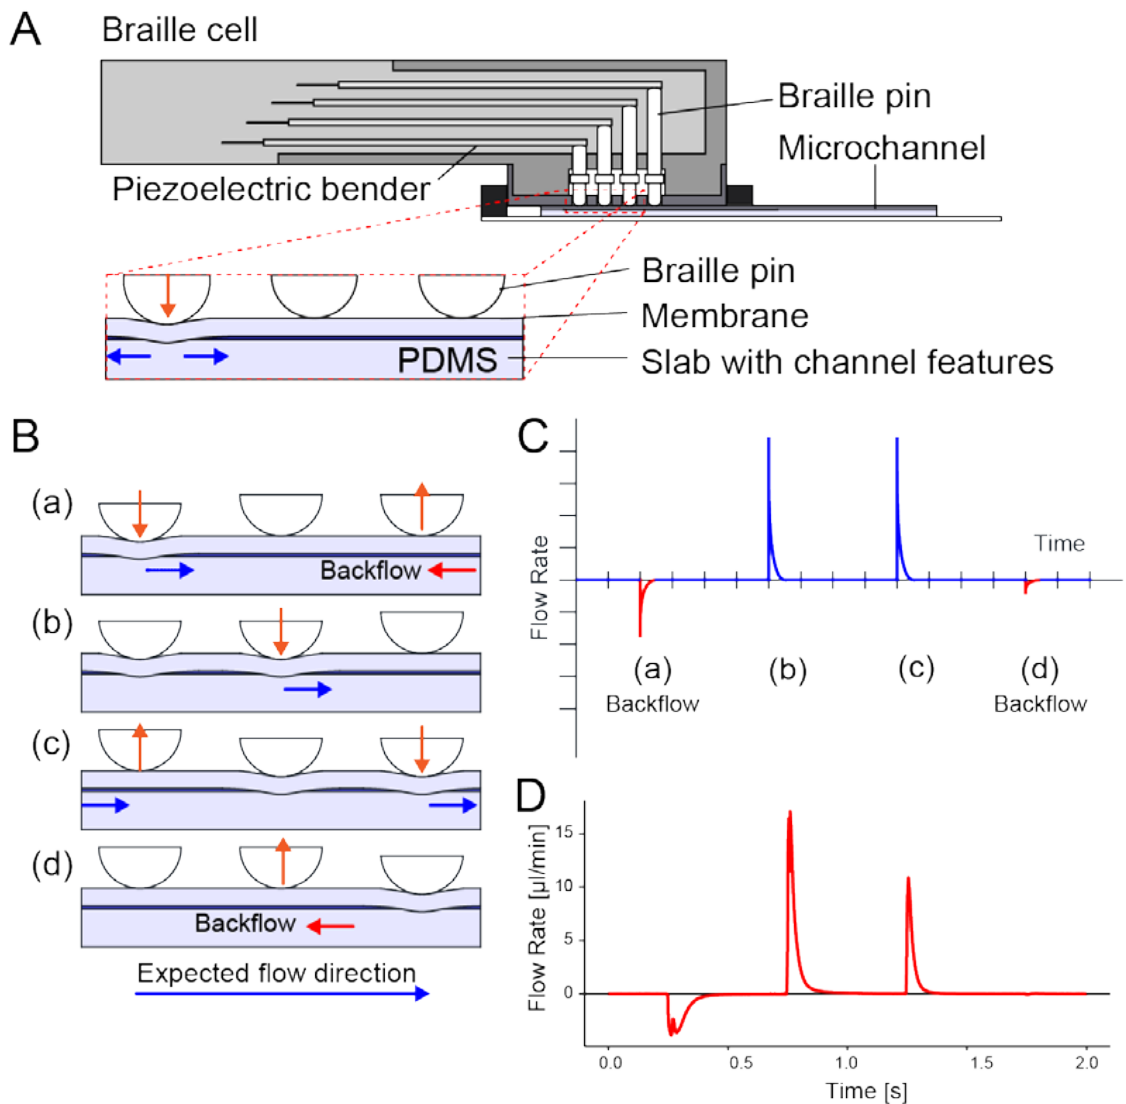 A
Braille cell
Braille pin
Microchannel
Piezoelectric bender
Braille pin
Membrane
PDMS
Slab with channel features
B
(a)
Backflow
(b)
(c)
(d)
Backflow
Expected flow direction
C
Flow Rate
Time
(a)
(b)
(c)
(d)
Backflow
Backflow
D
Flow Rate [µl/min]
15
10
5
0
0.0
0.5
1.0
1.5
2.0
Time [s]